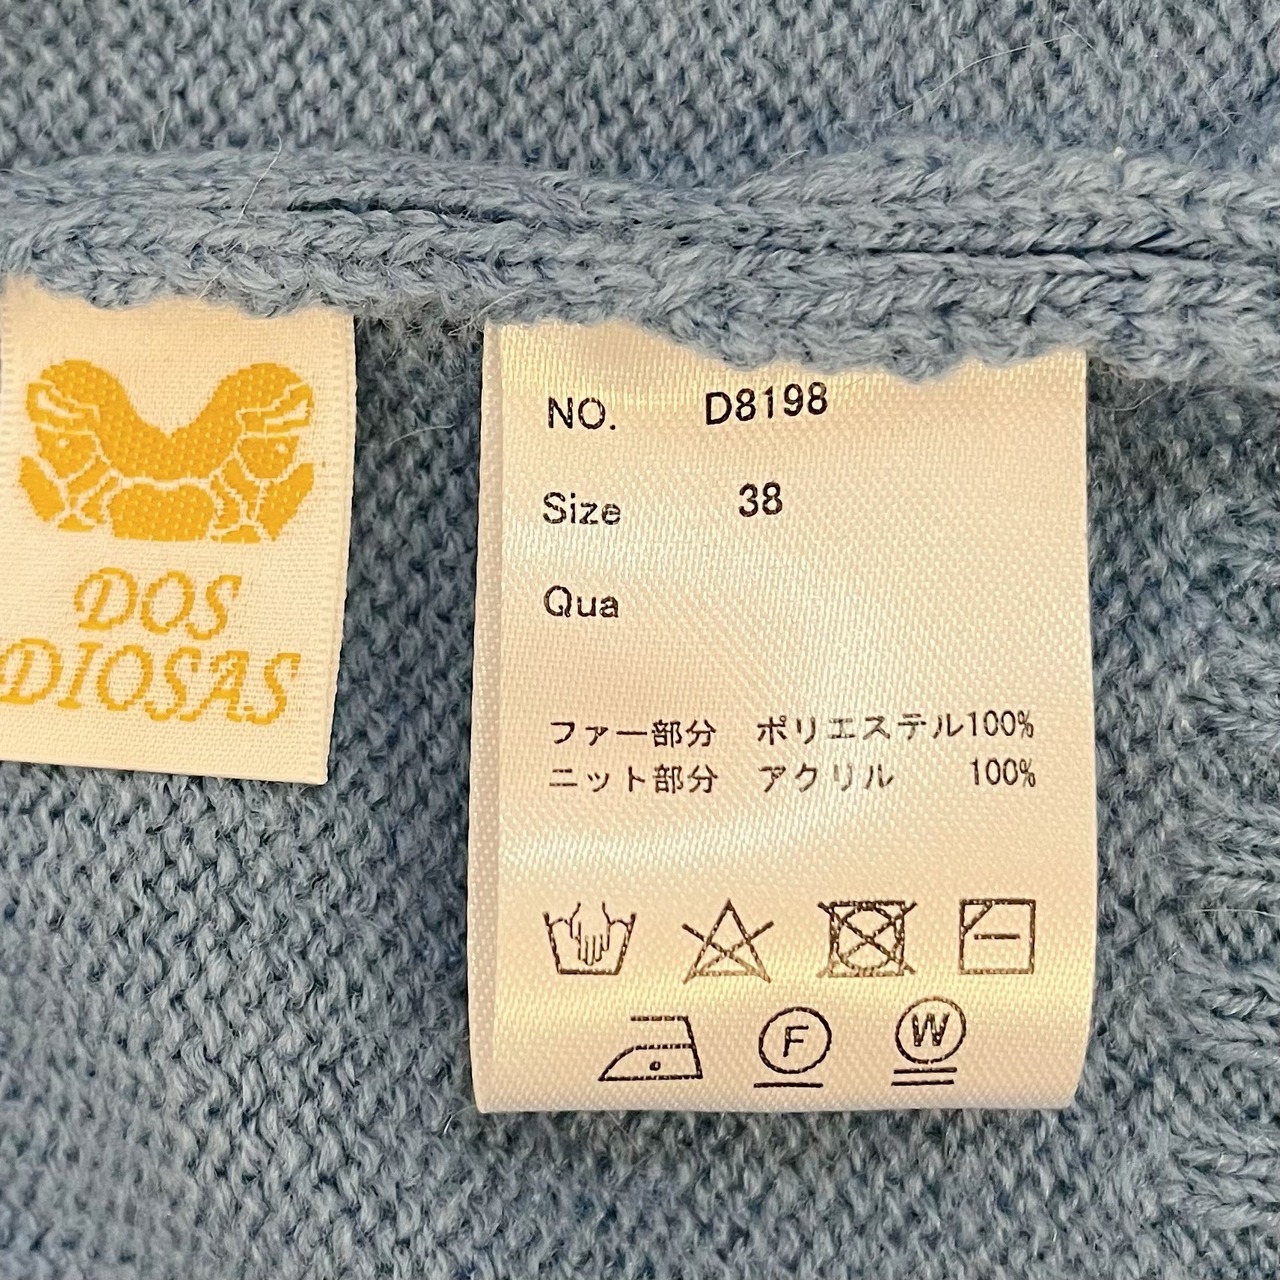 DOS
DIOSAS
NO. D8198
Size 38
Qua
ファー部分 ポリエステル100%
ニット部分 アクリル 100%
F W